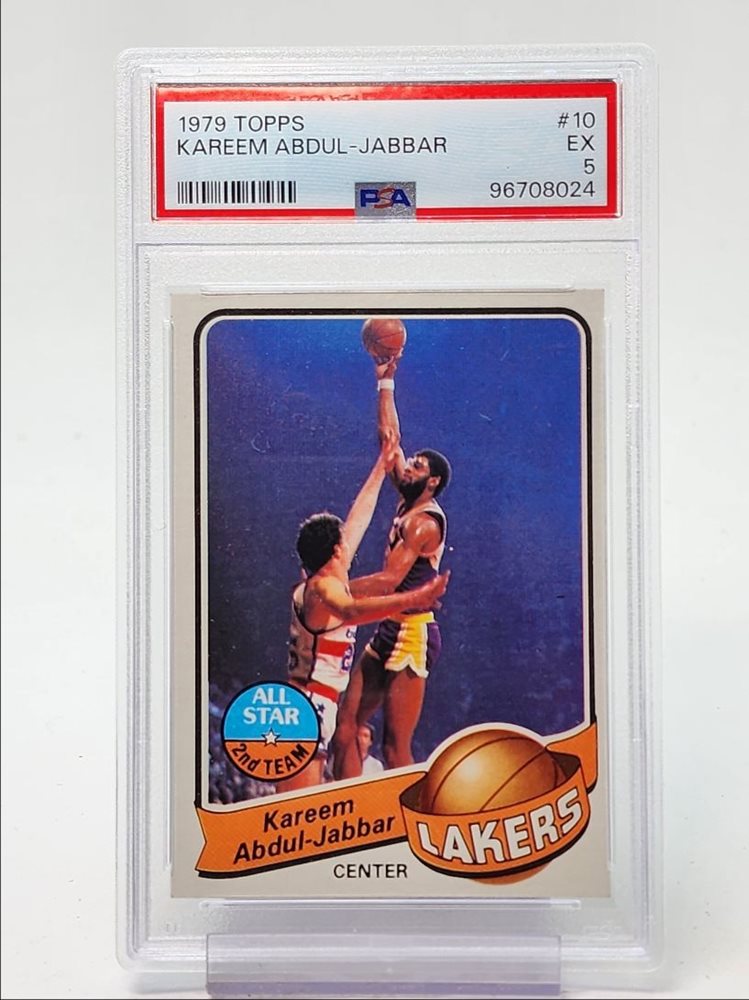 1979 TOPPS #10
KAREEM ABDUL-JABBAR EX
5
PSA 96708024
ALL
STAR
2nd TEAM
Kareem
Abdul-Jabbar
LAKERS
CENTER